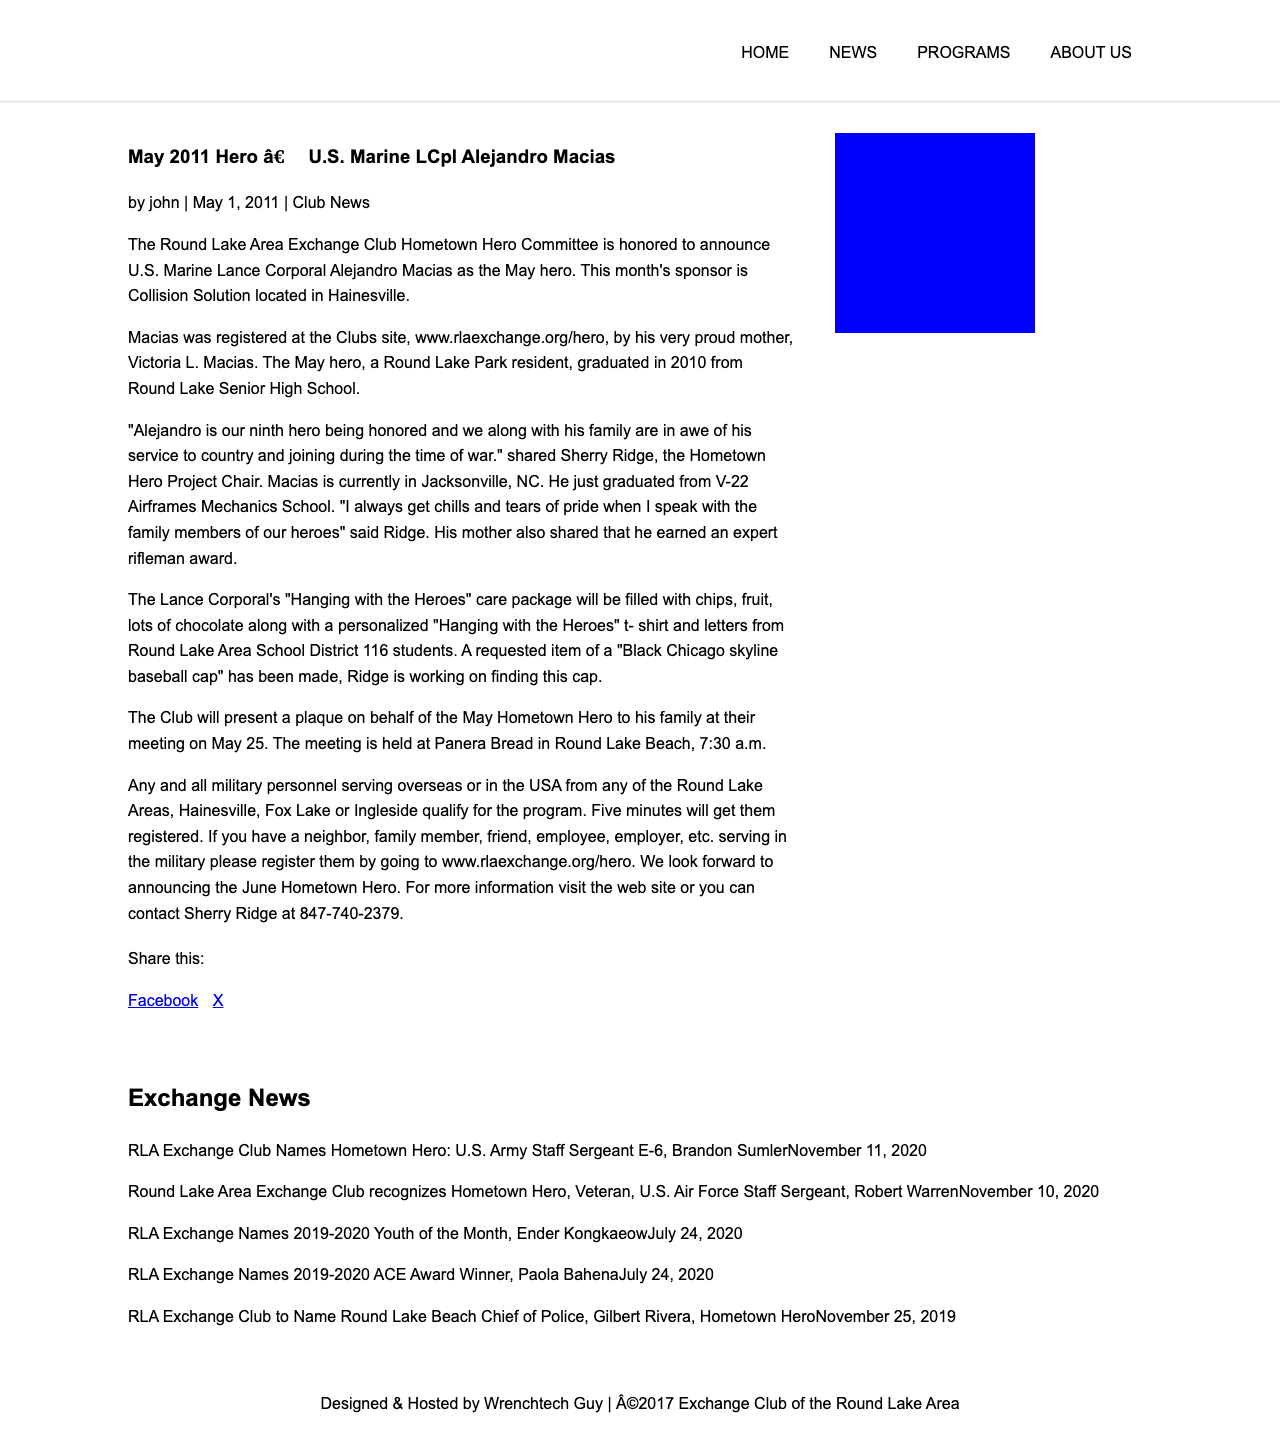 HOME NEWS PROGRAMS ABOUT US
May 2011 Hero â€ U.S. Marine LCpl Alejandro Macias
by john | May 1, 2011 | Club News
The Round Lake Area Exchange Club Hometown Hero Committee is honored to announce
U.S. Marine Lance Corporal Alejandro Macias as the May hero. This month's sponsor is
Collision Solution located in Hainesville.
Macias was registered at the Clubs site, www.rlaexchange.org/hero, by his very proud mother,
Victoria L. Macias. The May hero, a Round Lake Park resident, graduated in 2010 from
Round Lake Senior High School.
"Alejandro is our ninth hero being honored and we along with his family are in awe of his
service to country and joining during the time of war." shared Sherry Ridge, the Hometown
Hero Project Chair. Macias is currently in Jacksonville, NC. He just graduated from V-22
Airframes Mechanics School. "I always get chills and tears of pride when I speak with the
family members of our heroes" said Ridge. His mother also shared that he earned an expert
rifleman award.
The Lance Corporal's "Hanging with the Heroes" care package will be filled with chips, fruit,
lots of chocolate along with a personalized "Hanging with the Heroes" t- shirt and letters from
Round Lake Area School District 116 students. A requested item of a "Black Chicago skyline
baseball cap" has been made, Ridge is working on finding this cap.
The Club will present a plaque on behalf of the May Hometown Hero to his family at their
meeting on May 25. The meeting is held at Panera Bread in Round Lake Beach, 7:30 a.m.
Any and all military personnel serving overseas or in the USA from any of the Round Lake
Areas, Hainesville, Fox Lake or Ingleside qualify for the program. Five minutes will get them
registered. If you have a neighbor, family member, friend, employee, employer, etc. serving in
the military please register them by going to www.rlaexchange.org/hero. We look forward to
announcing the June Hometown Hero. For more information visit the web site or you can
contact Sherry Ridge at 847-740-2379.
Share this:
Facebook X
Exchange News
RLA Exchange Club Names Hometown Hero: U.S. Army Staff Sergeant E-6, Brandon SumlerNovember 11, 2020
Round Lake Area Exchange Club recognizes Hometown Hero, Veteran, U.S. Air Force Staff Sergeant, Robert WarrenNovember 10, 2020
RLA Exchange Names 2019-2020 Youth of the Month, Ender KongkaeowJuly 24, 2020
RLA Exchange Names 2019-2020 ACE Award Winner, Paola BahenaJuly 24, 2020
RLA Exchange Club to Name Round Lake Beach Chief of Police, Gilbert Rivera, Hometown HeroNovember 25, 2019
Designed & Hosted by Wrenchtech Guy | Â©2017 Exchange Club of the Round Lake Area